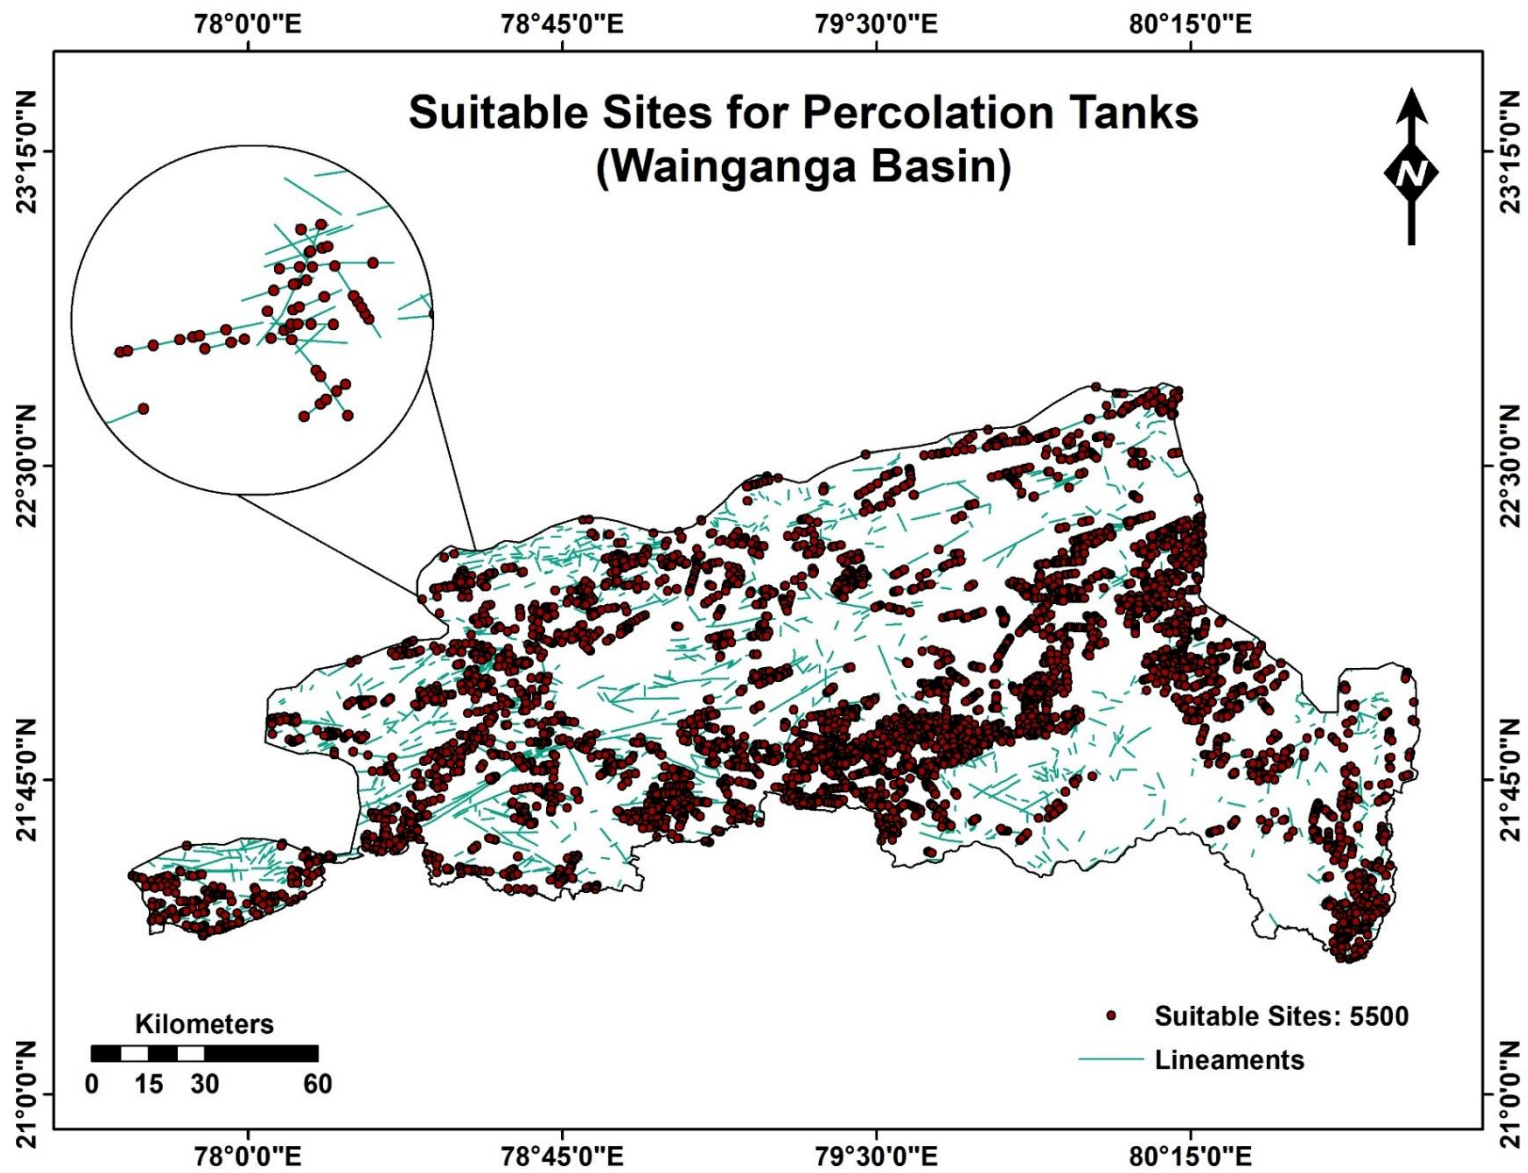 78°0'0"E 78°45'0"E 79°30'0"E 80°15'0"E
Suitable Sites for Percolation Tanks
(Wainganga Basin)
N
23°15'0"N
22°30'0"N
21°45'0"N
21°0'0"N
23°15'0"N
22°30'0"N
21°45'0"N
21°0'0"N
Kilometers
0 15 30 60
Suitable Sites: 5500
Lineaments
78°0'0"E 78°45'0"E 79°30'0"E 80°15'0"E